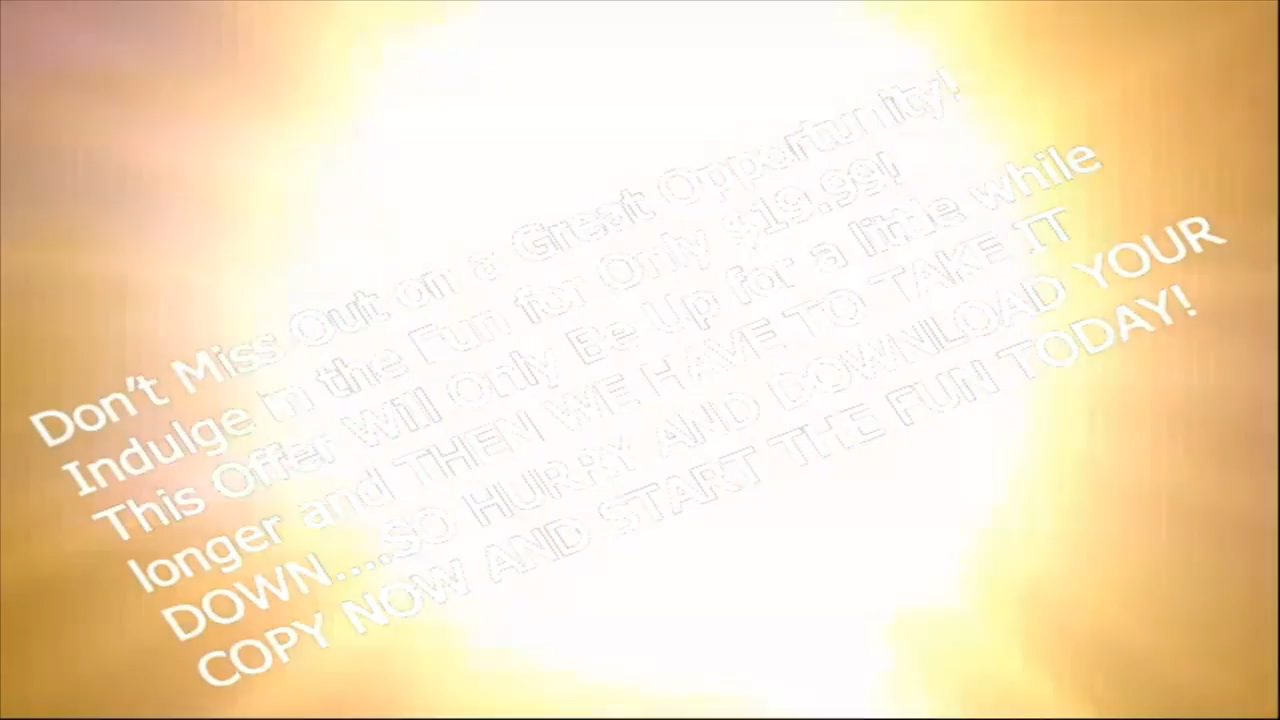 Don't Miss Out on a Great Opportunity!
Indulge in the Fun for Only $19.99!
This Offer Will Only Be Up for a little while
longer and THEN WE HAVE TO TAKE IT
DOWN....SO HURRY AND DOWNLOAD YOUR
COPY NOW AND START THE FUN TODAY!